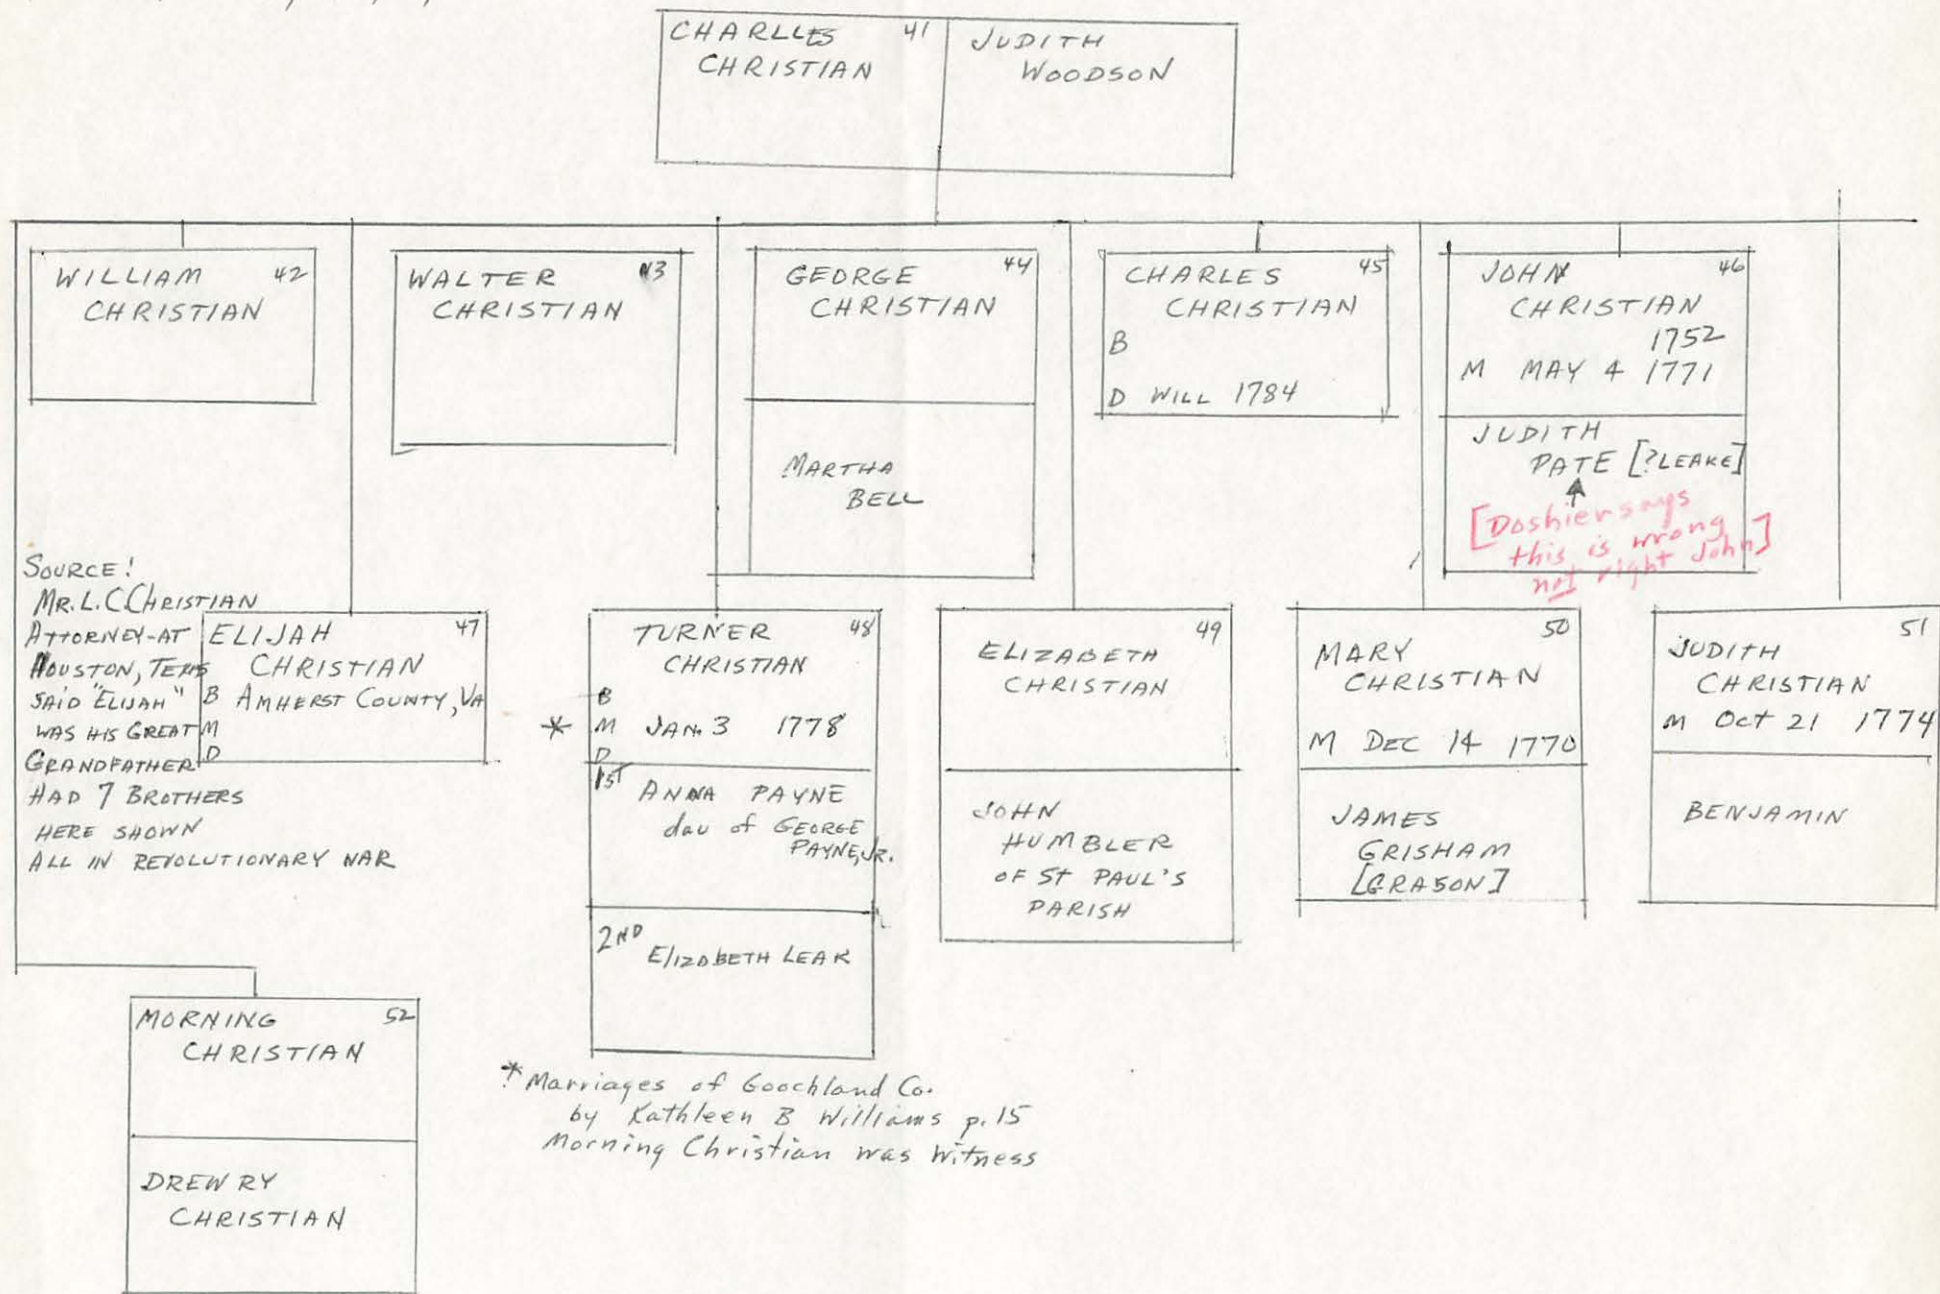 CHARLLES 41
CHRISTIAN
JUDITH
WOODSON
WILLIAM 42
CHRISTIAN
WALTER 43
CHRISTIAN
GEORGE 44
CHRISTIAN
MARTHA
BELL
CHARLES 45
CHRISTIAN
B
D WILL 1784
JOHN 46
CHRISTIAN
1752
M MAY 4 1771
JUDITH
PATE [?LEAKE]
[Doshier says
this is wrong
not right John]
SOURCE!
MR. L.C. CHRISTIAN
ATTORNEY-AT
HOUSTON, TEXS
SAID "ELIJAH"
WAS HIS GREAT
GRANDFATHER
HAD 7 BROTHERS
HERE SHOWN
ALL IN REVOLUTIONARY WAR
ELIJAH 47
CHRISTIAN
B AMHERST COUNTY, VA
M
D
TURNER 48
CHRISTIAN
B
* M JAN. 3 1778
D
1ST ANNA PAYNE
dau of GEORGE
PAYNE, JR.
2ND ElIZOBETH LEAK
ELIZABETH 49
CHRISTIAN
JOHN
HUMBLER
OF ST PAUL'S
PARISH
MARY 50
CHRISTIAN
M DEC 14 1770
JAMES
GRISHAM
[GRASON]
JUDITH 51
CHRISTIAN
M Oct 21 1774
BENJAMIN
MORNING 52
CHRISTIAN
DREWRY
CHRISTIAN
* Marriages of Goochland Co.
by Kathleen B Williams p. 15
Morning Christian was Witness